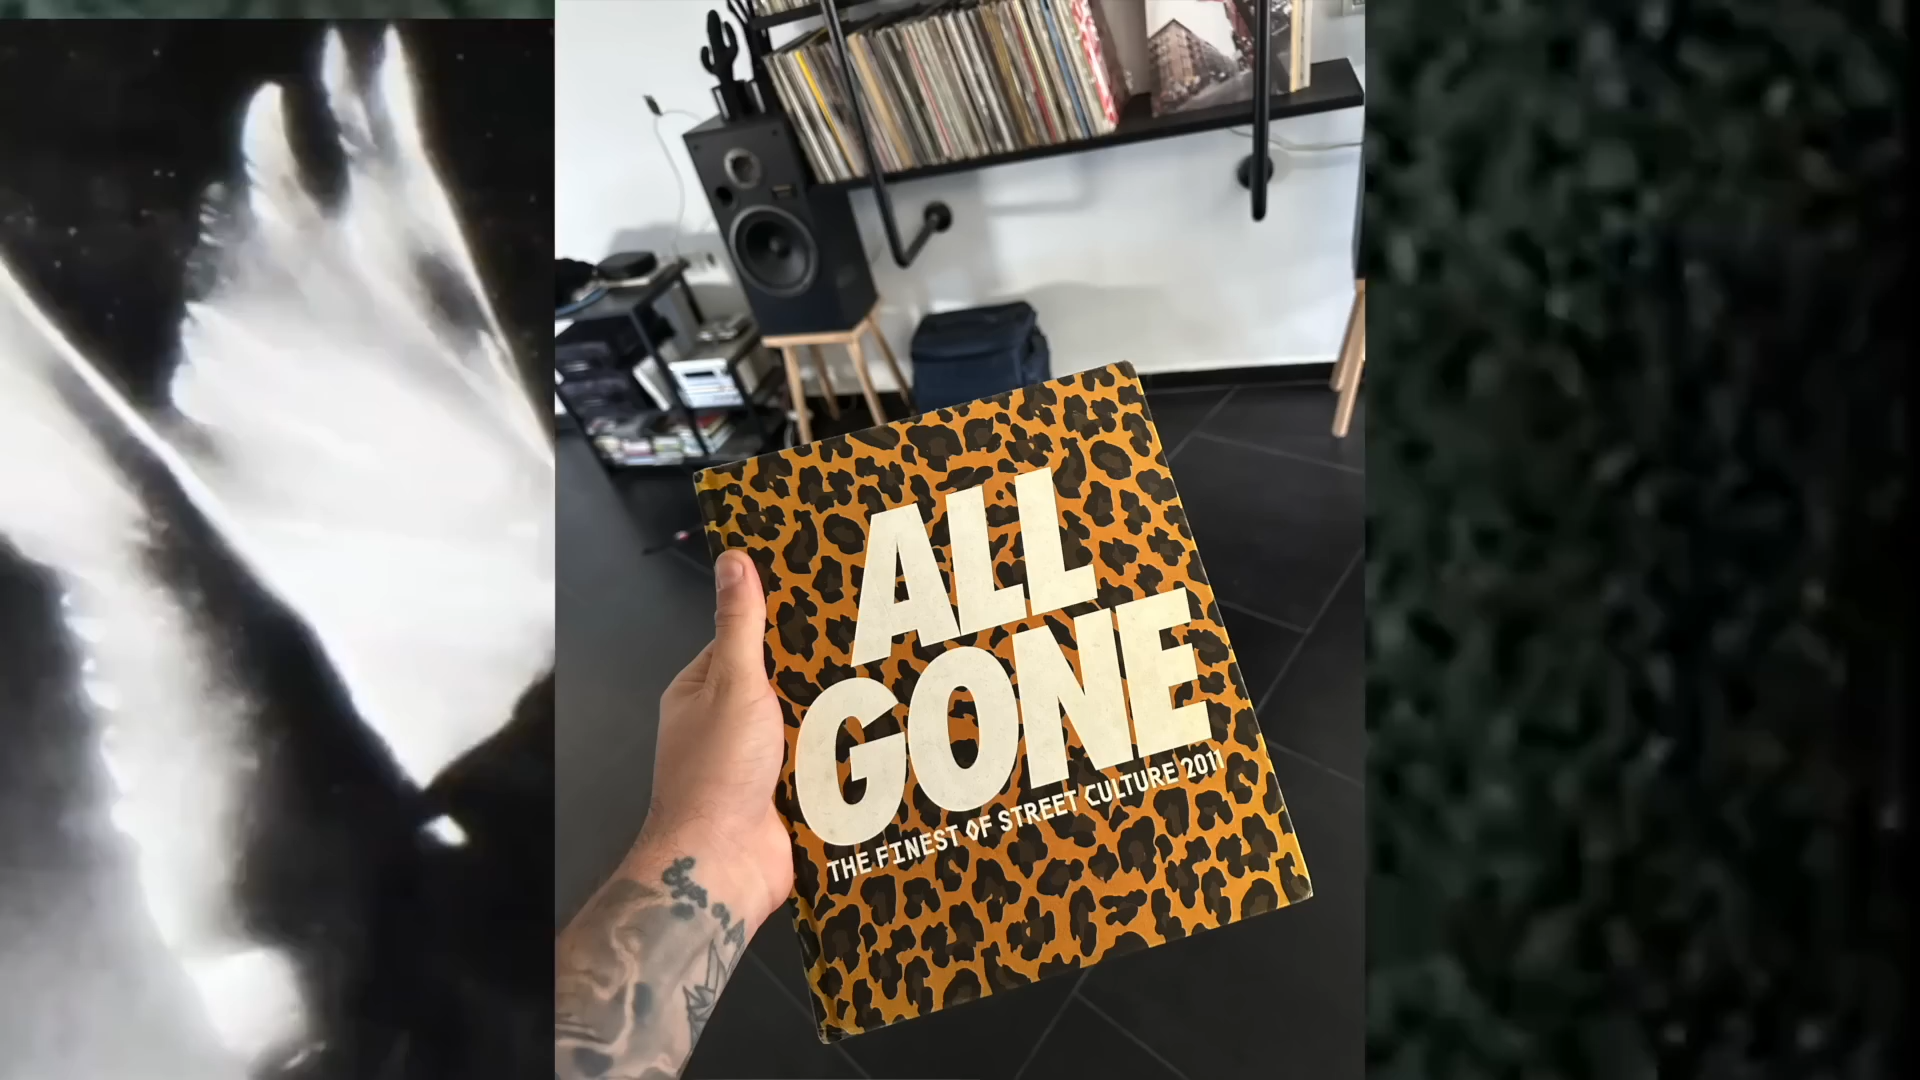 ALL
GONE
THE FINEST OF STREET CULTURE 2011